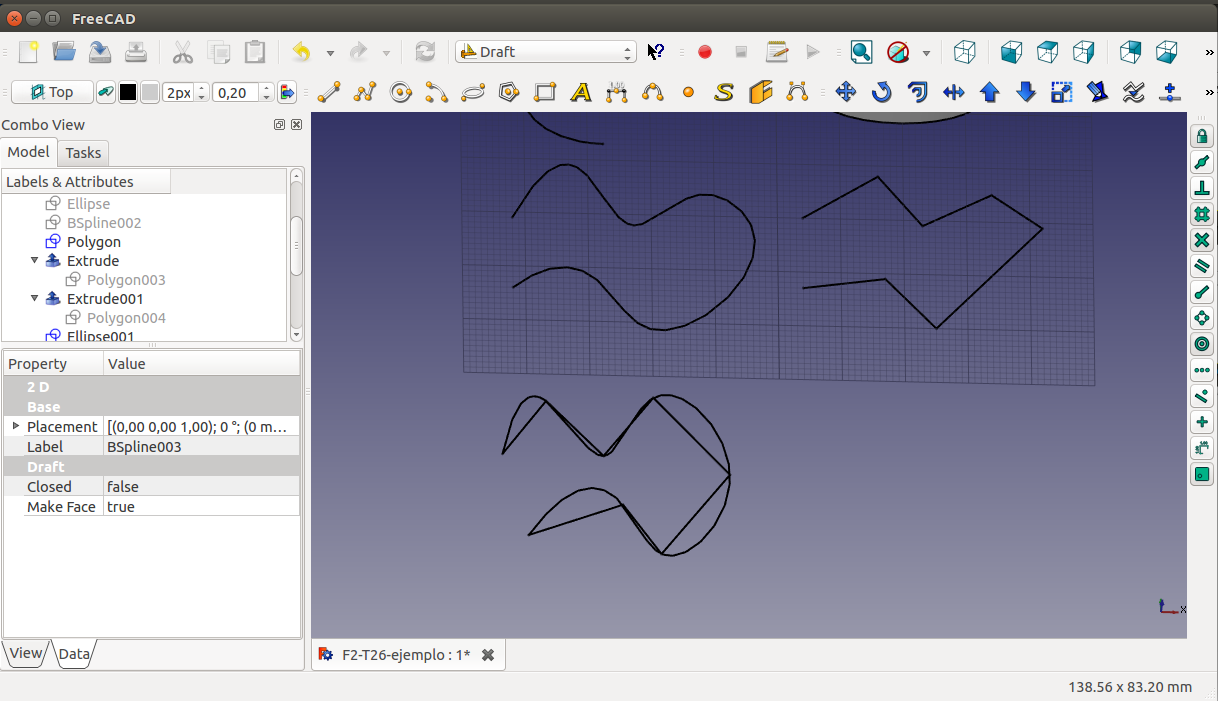 FreeCAD
Draft
Top
2px
0,20
Combo View
Model
Tasks
Labels & Attributes
Ellipse
BSpline002
Polygon
Extrude
Polygon003
Extrude001
Polygon004
Ellipse001
Property Value
2 D
Base
Placement [(0,00 0,00 1,00); 0 °; (0 m...
Label BSpline003
Draft
Closed false
Make Face true
View
Data
F2-T26-ejemplo : 1*
X
138.56 x 83.20 mm